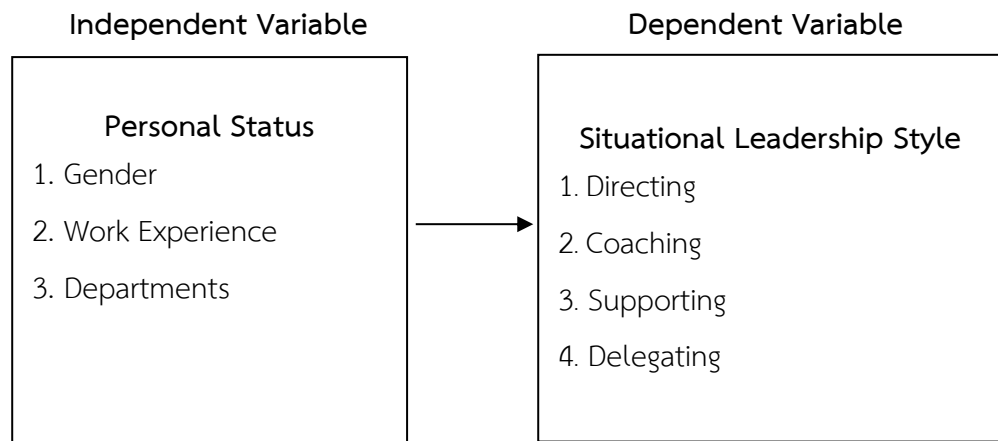 Independent Variable
Personal Status
1. Gender
2. Work Experience
3. Departments
Dependent Variable
Situational Leadership Style
1. Directing
2. Coaching
3. Supporting
4. Delegating